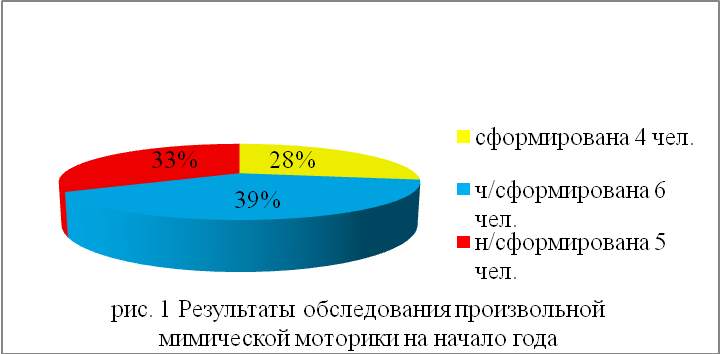 33%
28%
39%
сформирована 4 чел.
ч/сформирована 6
чел.
н/сформирована 5
чел.
рис. 1 Результаты обследования произвольной
мимической моторики на начало года